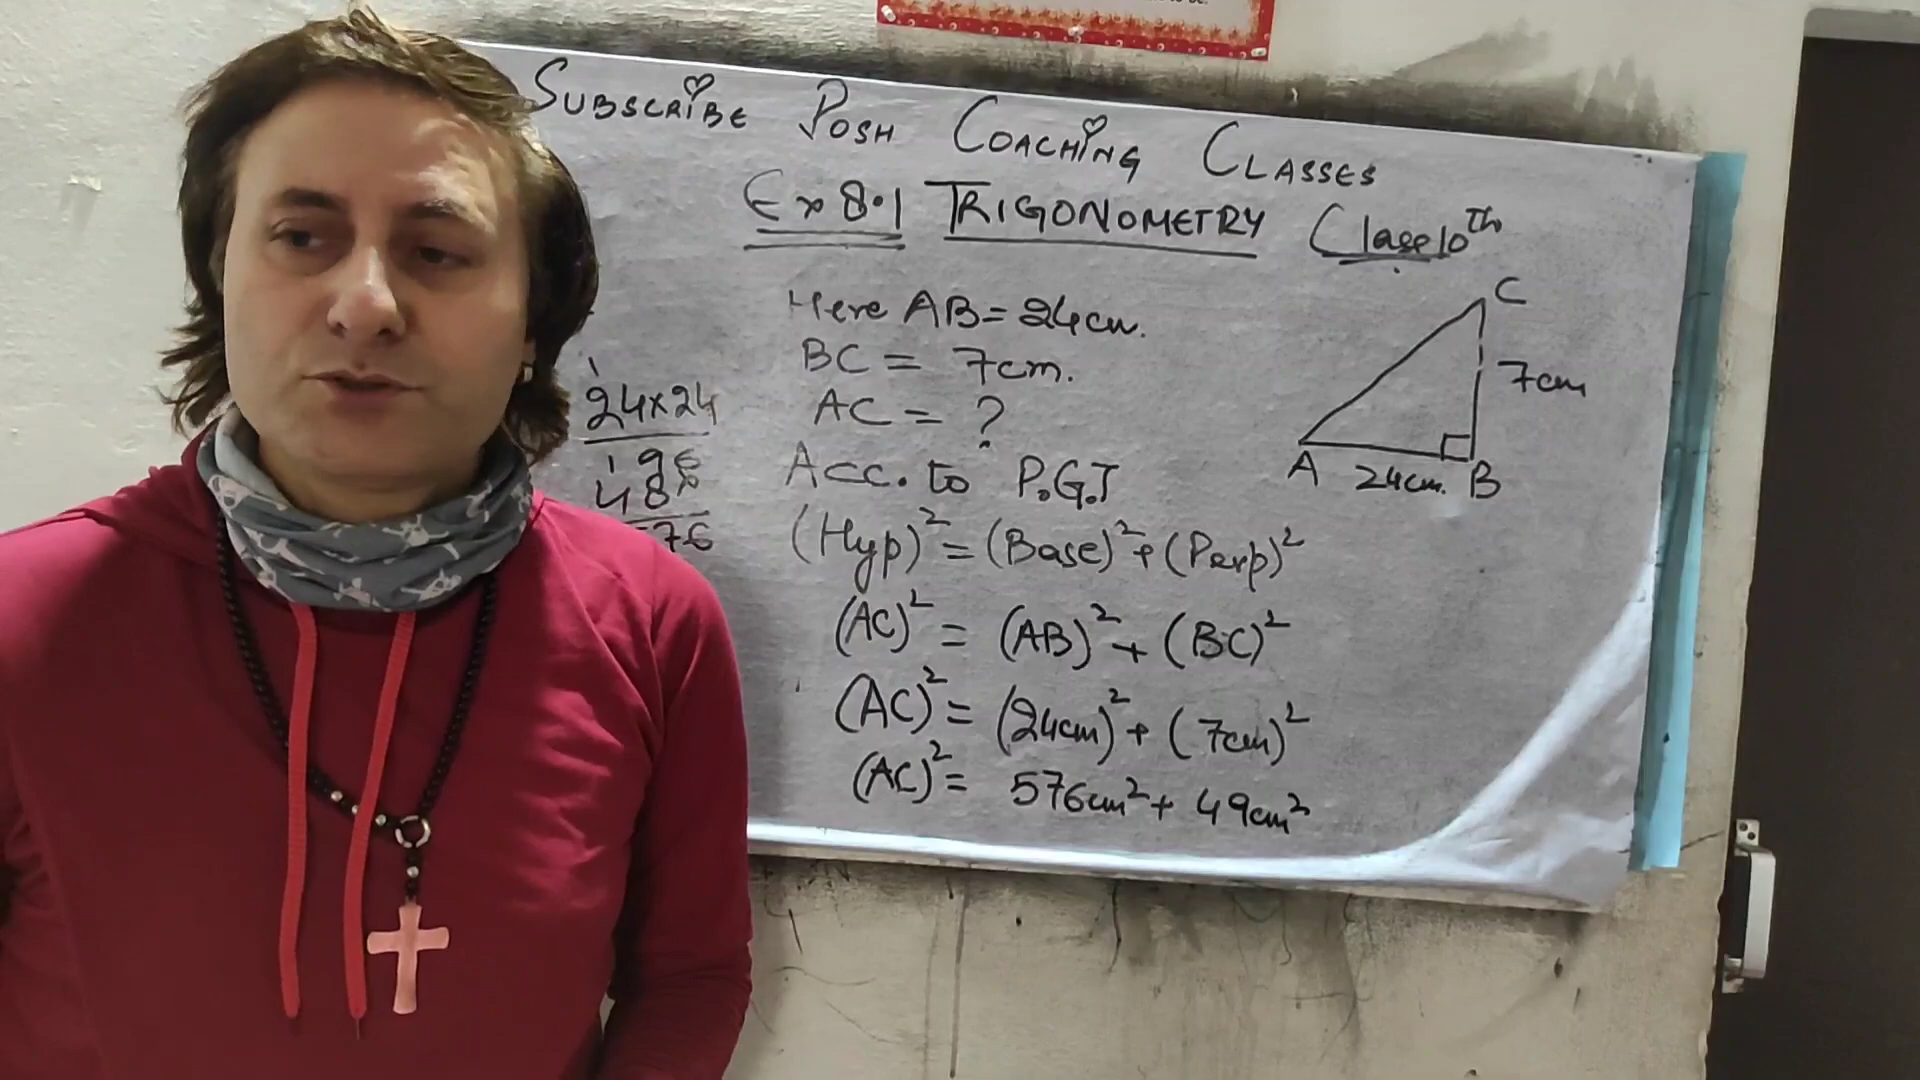 SUBSCRIBE POSH COACHING CLASSES
Ex 8.1 TRIGONOMETRY Class 10th
Here AB = 24cm.
BC = 7cm.
AC = ?
Acc. to P.G.T
(Hyp)² = (Base)² + (Perp)²
(AC)² = (AB)² + (BC)²
(AC)² = (24cm)² + (7cm)²
(AC)² = 576cm² + 49cm²
1
24×24
196
48×
576
C
7cm
A 24cm. B